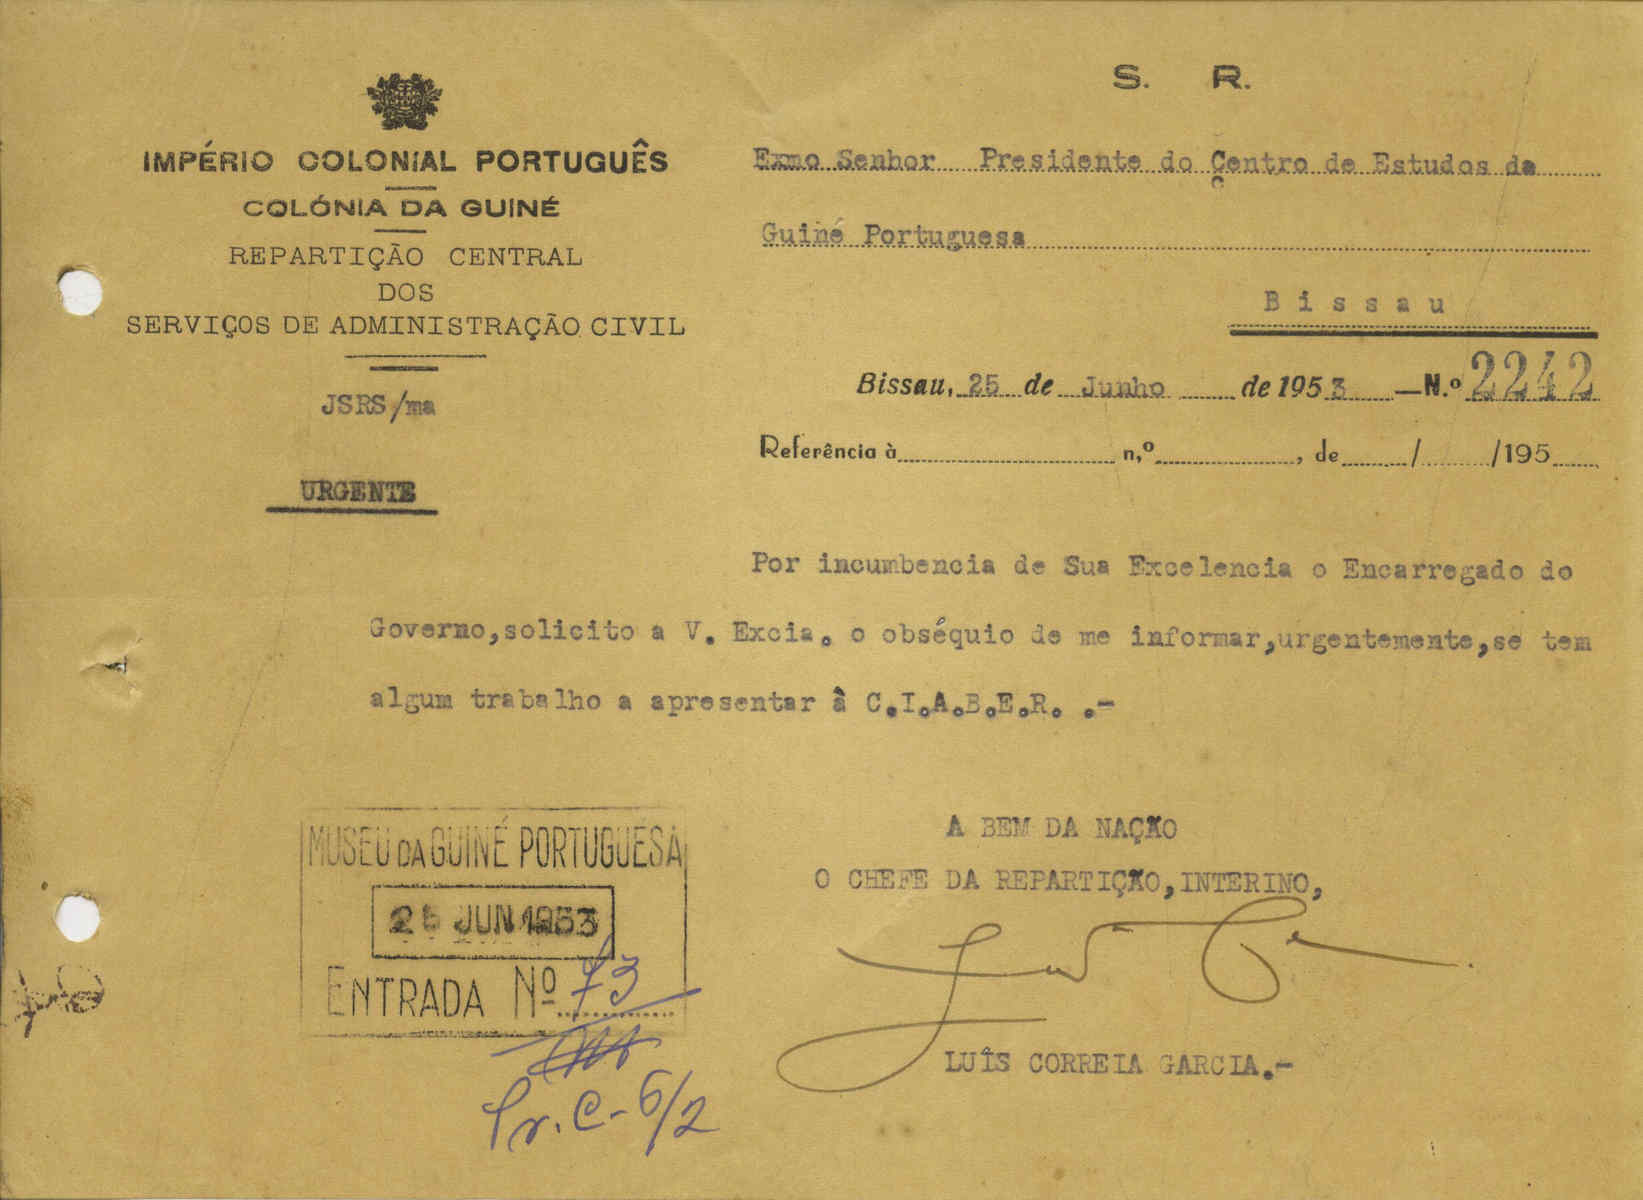 S. R.
IMPÉRIO COLONIAL PORTUGUÊS
COLÓNIA DA GUINÉ
REPARTIÇÃO CENTRAL
DOS
SERVIÇOS DE ADMINISTRAÇÃO CIVIL
JSRS/ma
URGENTE
Exmo Senhor Presidente do Centro de Estudos da
Guiné Portuguesa
Bissau
Bissau, 25 de Junho de 1953 —N.º 2242
Referência à n,º , de / /195
Por incumbencia de Sua Excelencia o Encarregado do
Governo,solicito a V. Excia. o obséquio de me informar,urgentemente,se tem
algum trabalho a apresentar à C.I.A.B.E.R. .-
A BEM DA NAÇÃO
O CHEFE DA REPARTIÇÃO,INTERINO,
LUÍS CORREIA GARCIA.-
MUSEU DA GUINÉ PORTUGUESA
25 JUN 1953
ENTRADA Nº 73
Pr. C-6/2